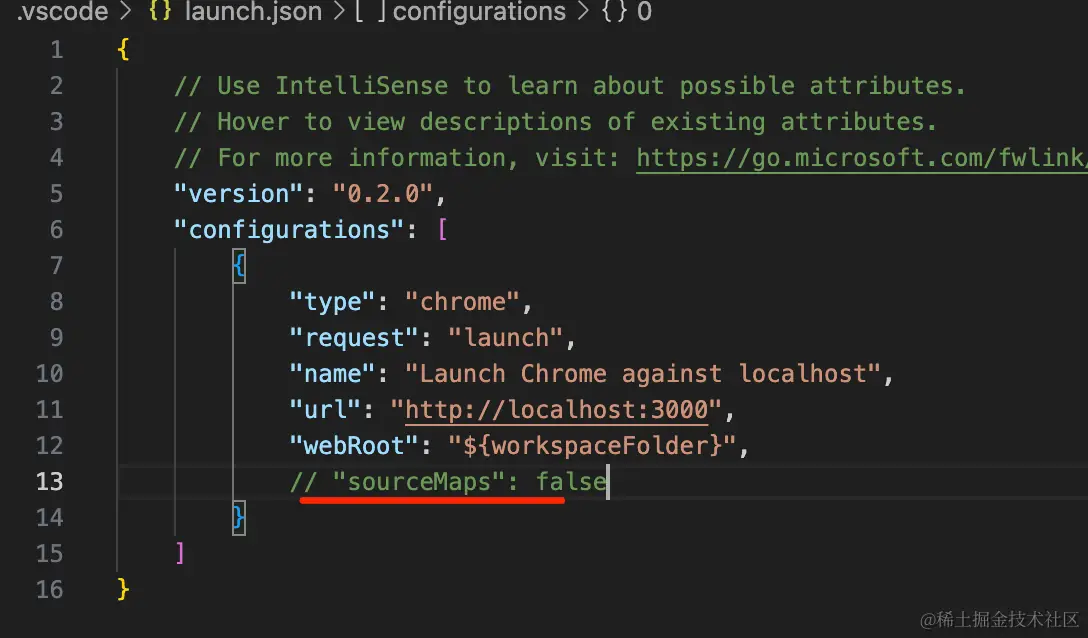 .vscode > {} launch.json > [ ] configurations > {} 0
1 {
2 // Use IntelliSense to learn about possible attributes.
3 // Hover to view descriptions of existing attributes.
4 // For more information, visit: https://go.microsoft.com/fwlink/
5 "version": "0.2.0",
6 "configurations": [
7 {
8 "type": "chrome",
9 "request": "launch",
10 "name": "Launch Chrome against localhost",
11 "url": "http://localhost:3000",
12 "webRoot": "${workspaceFolder}",
13 // "sourceMaps": false
14 }
15 ]
16 }
@稀土掘金技术社区